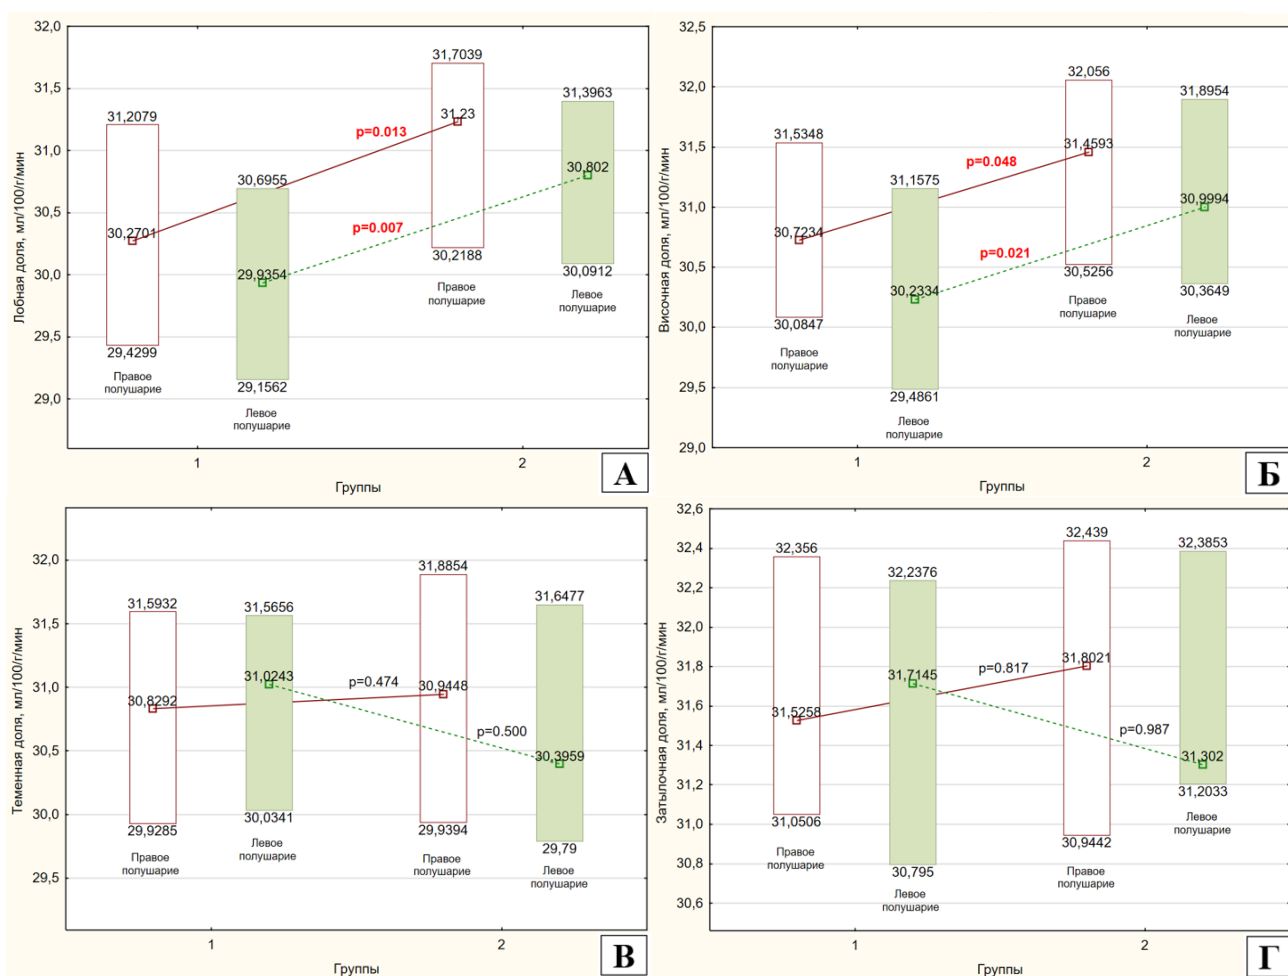 Лобная доля, мл/100/г/мин
32,0
31,5
31,0
30,5
30,0
29,5
29,0
31,2079
30,2701
29,4299
Правое
полушарие
30,6955
29,9354
29,1562
Левое
полушарие
p=0.013
p=0.007
31,7039
31,23
30,2188
Правое
полушарие
31,3963
30,802
30,0912
Левое
полушарие
1
2
Группы
А
Височная доля, мл/100/г/мин
32,5
32,0
31,5
31,0
30,5
30,0
29,5
29,0
31,5348
30,7234
30,0847
Правое
полушарие
31,1575
30,2334
29,4861
Левое
полушарие
p=0.048
p=0.021
32,056
31,4593
30,5256
Правое
полушарие
31,8954
30,9994
30,3649
Левое
полушарие
1
2
Группы
Б
Теменная доля, мл/100/г/мин
32,0
31,5
31,0
30,5
30,0
29,5
31,5932
30,8292
29,9285
Правое
полушарие
31,5656
31,0243
30,0341
Левое
полушарие
p=0.474
p=0.500
31,8854
30,9448
29,9394
Правое
полушарие
31,6477
30,3959
29,79
Левое
полушарие
1
2
Группы
В
Затылочная доля, мл/100/г/мин
32,6
32,4
32,2
32,0
31,8
31,6
31,4
31,2
31,0
30,8
30,6
32,356
31,5258
31,0506
Правое
полушарие
32,2376
31,7145
30,795
Левое
полушарие
p=0.817
p=0.987
32,439
31,8021
30,9442
Правое
полушарие
32,3853
31,302
31,2033
Левое
полушарие
1
2
Группы
Г